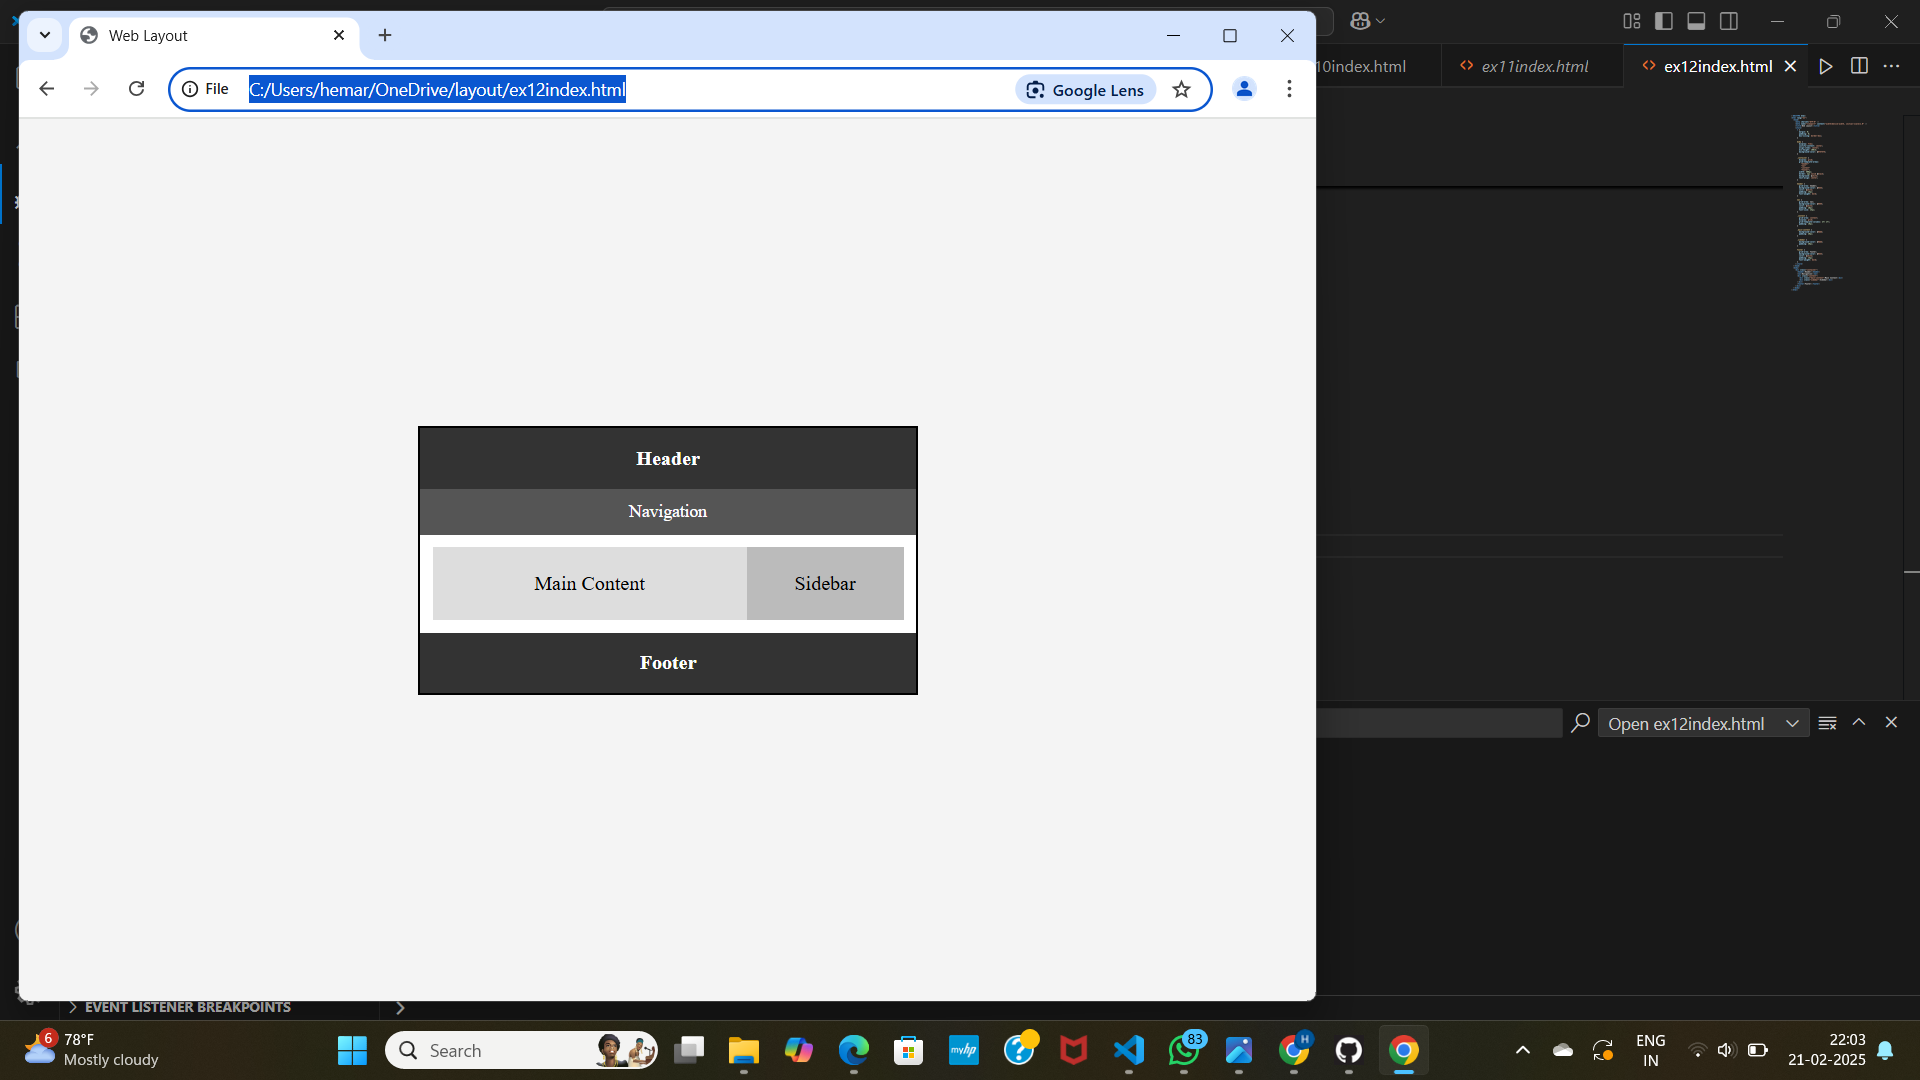 Web Layout
10index.html
ex11index.html
ex12index.html
File
C:/Users/hemar/OneDrive/layout/ex12index.html
Google Lens
Header
Navigation
Main Content
Sidebar
Footer
Open ex12index.html
EVENT LISTENER BREAKPOINTS
6
78°F
Mostly cloudy
Search
myhp
83
H
ENG
IN
22:03
21-02-2025